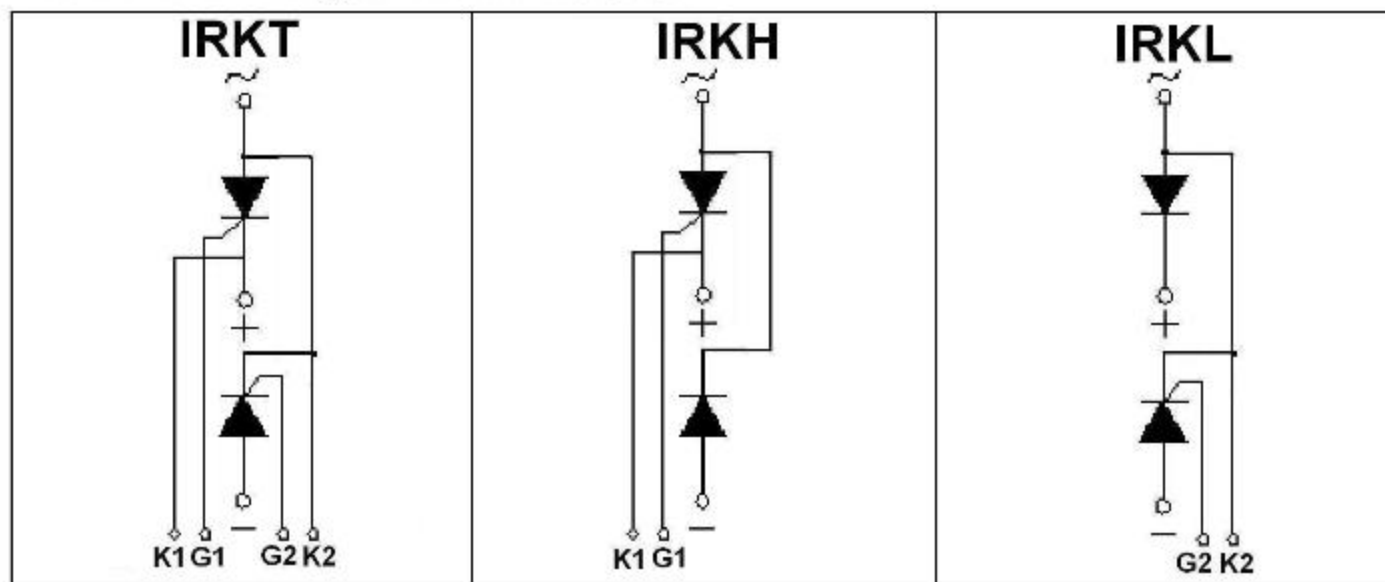 IRKT
~
+
−
K1 G1 G2 K2
IRKH
~
+
−
K1 G1
IRKL
~
+
−
G2 K2